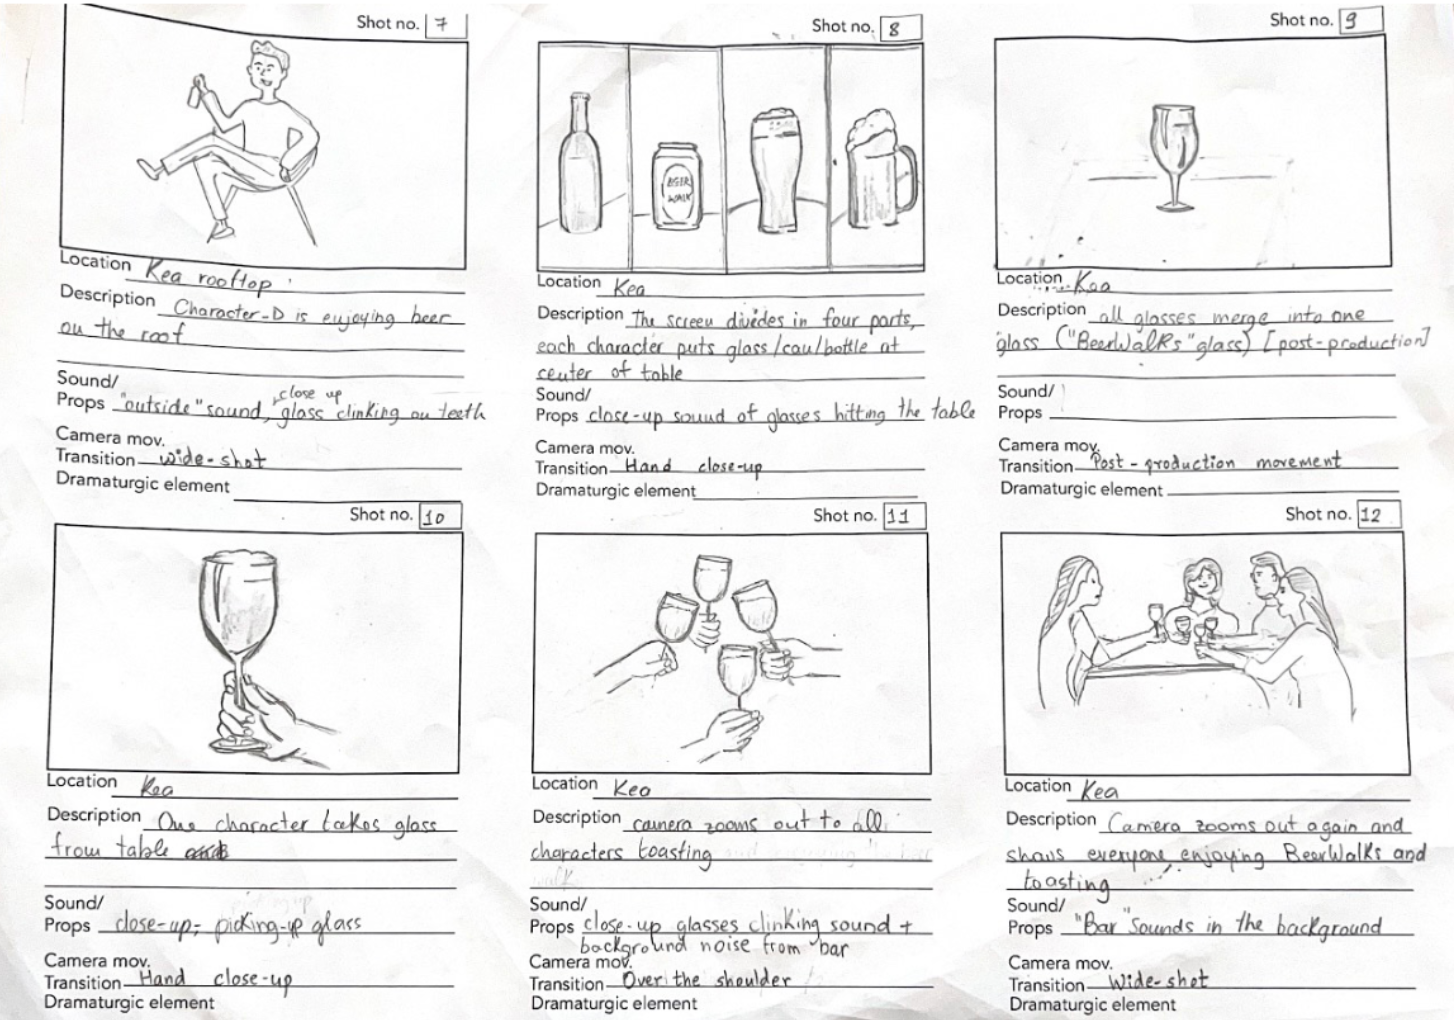 Shot no. 7
Location Kea rooftop
Description Character-D is enjoying beer
on the roof
Sound/ close up
Props "outside" sound, glass clinking on teeth
Camera mov.
Transition wide-shot
Dramaturgic element
Shot no. 8
BEER
WALK
Location Kea
Description The screen divides in four parts,
each character puts glass/can/bottle at
center of table
Sound/
Props close-up sound of glasses hitting the table
Camera mov.
Transition Hand close-up
Dramaturgic element
Shot no. 9
Location Kea
Description all glasses merge into one
glass ("BeerWalks" glass) [post-production]
Sound/
Props
Camera mov.
Transition Post-production movement
Dramaturgic element
Shot no. 10
Location Kea
Description One character takes glass
from table
Sound/
Props close-up; picking-up glass
Camera mov.
Transition Hand close-up
Dramaturgic element
Shot no. 11
Location Kea
Description camera zooms out to all
characters toasting
Sound/
Props close-up glasses clinking sound +
background noise from bar
Camera mov.
Transition Over the shoulder
Dramaturgic element
Shot no. 12
Location Kea
Description Camera zooms out again and
shows everyone enjoying BeerWalks and
toasting
Sound/
Props "Bar" Sounds in the background
Camera mov.
Transition Wide-shot
Dramaturgic element